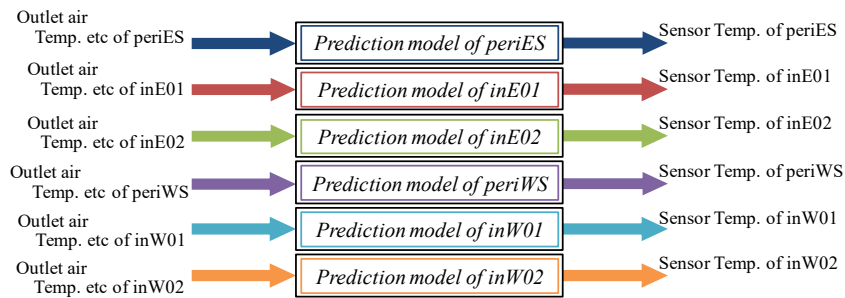 Outlet air
Temp. etc of periES
Prediction model of periES
Sensor Temp. of periES
Outlet air
Temp. etc of inE01
Prediction model of inE01
Sensor Temp. of inE01
Outlet air
Temp. etc of inE02
Prediction model of inE02
Sensor Temp. of inE02
Outlet air
Temp. etc of periWS
Prediction model of periWS
Sensor Temp. of periWS
Outlet air
Temp. etc of inW01
Prediction model of inW01
Sensor Temp. of inW01
Outlet air
Temp. etc of inW02
Prediction model of inW02
Sensor Temp. of inW02